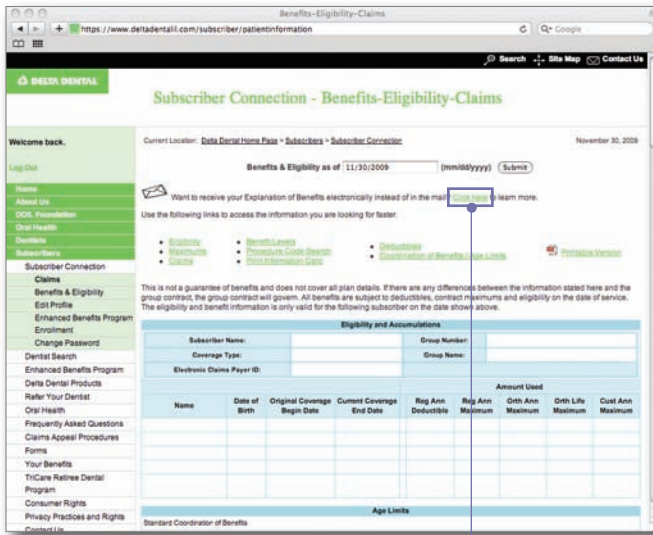 Benefits-Eligibility-Claims
https://www.deltadentalil.com/subscriber/patientinformation
Google
Search Site Map Contact Us
DELTA DENTAL
Subscriber Connection - Benefits-Eligibility-Claims
Welcome back.
Log Out
Home
About Us
DDIL Foundation
Oral Health
Dentists
Subscribers
Subscriber Connection
Claims
Benefits & Eligibility
Edit Profile
Enhanced Benefits Program
Enrollment
Change Password
Dentist Search
Enhanced Benefits Program
Delta Dental Products
Refer Your Dentist
Oral Health
Frequently Asked Questions
Claims Appeal Procedures
Forms
Your Benefits
TriCare Retiree Dental
Program
Consumer Rights
Privacy Practices and Rights
Contact Us
Current Locater: Delta Dental Home Page > Subscribers > Subscriber Connection November 30, 2009
Benefits & Eligibility as of 11/30/2009 (mm/dd/yyyy) Submit
Want to receive your Explanation of Benefits electronically instead of in the mail? Click here to learn more.
Use the following links to access the information you are looking for faster.
Eligibility Benefit Levels Deductibles
Maximums Procedure Code Search Coordination of Benefits / Age Limits Printable Version
Claims Print Information Card
This is not a guarantee of benefits and does not cover all plan details. If there are any differences between the information stated here and the
group contract, the group contract will govern. All benefits are subject to deductibles, contract maximums and eligibility on the date of service.
The eligibility and benefit information is only valid for the following subscriber on the date shown above.
Eligibility and Accumulations
Subscriber Name: Group Number:
Coverage Type: Group Name:
Electronic Claims Payer ID:
Amount Used
Name Date of Birth Original Coverage Begin Date Current Coverage End Date Reg Ann Deductible Reg Ann Maximum Orth Ann Maximum Orth Life Maximum Cust Ann Maximum
Age Limits
Standard Coordination of Benefits